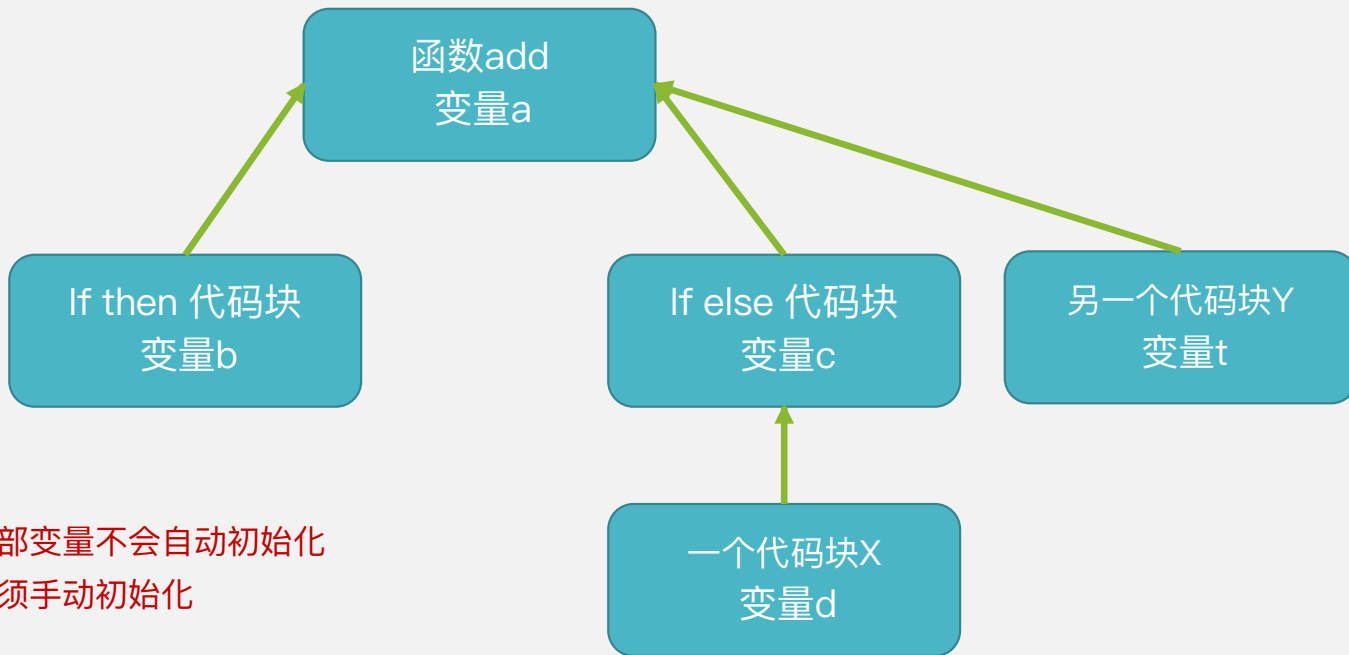 函数add
变量a
If then 代码块
变量b
If else 代码块
变量c
另一个代码块Y
变量t
部变量不会自动初始化
须手动初始化
一个代码块X
变量d